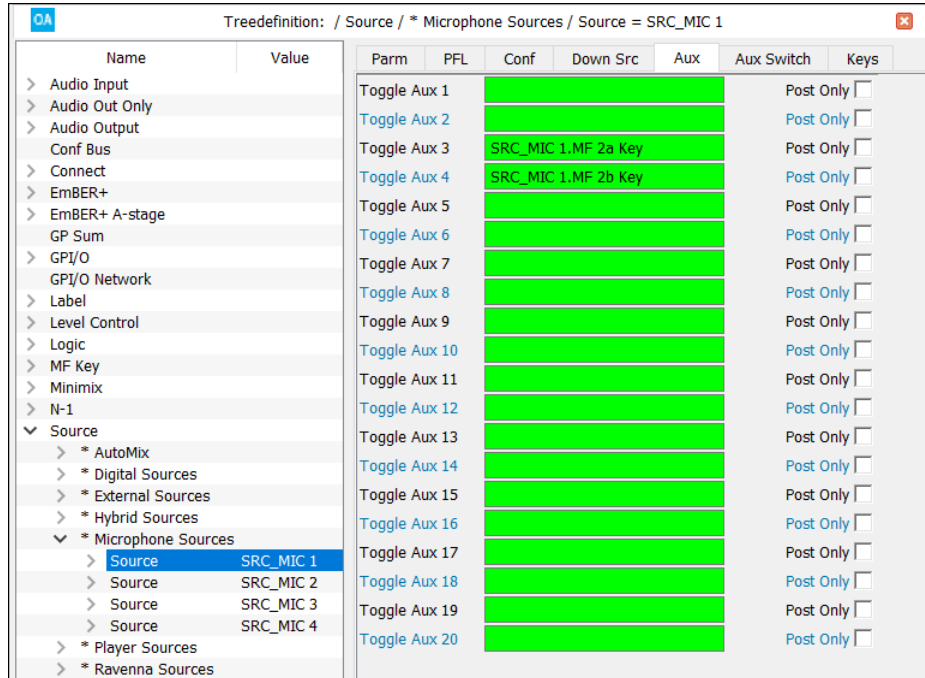 OA Treedefinition: / Source / * Microphone Sources / Source = SRC_MIC 1
Name Value
Audio Input
Audio Out Only
Audio Output
Conf Bus
Connect
EmBER+
EmBER+ A-stage
GP Sum
GPI/O
GPI/O Network
Label
Level Control
Logic
MF Key
Minimix
N-1
Source
* AutoMix
* Digital Sources
* External Sources
* Hybrid Sources
* Microphone Sources
Source SRC_MIC 1
Source SRC_MIC 2
Source SRC_MIC 3
Source SRC_MIC 4
* Player Sources
* Ravenna Sources
Parm PFL Conf Down Src Aux Aux Switch Keys
Toggle Aux 1 Post Only
Toggle Aux 2 Post Only
Toggle Aux 3 SRC_MIC 1.MF 2a Key Post Only
Toggle Aux 4 SRC_MIC 1.MF 2b Key Post Only
Toggle Aux 5 Post Only
Toggle Aux 6 Post Only
Toggle Aux 7 Post Only
Toggle Aux 8 Post Only
Toggle Aux 9 Post Only
Toggle Aux 10 Post Only
Toggle Aux 11 Post Only
Toggle Aux 12 Post Only
Toggle Aux 13 Post Only
Toggle Aux 14 Post Only
Toggle Aux 15 Post Only
Toggle Aux 16 Post Only
Toggle Aux 17 Post Only
Toggle Aux 18 Post Only
Toggle Aux 19 Post Only
Toggle Aux 20 Post Only